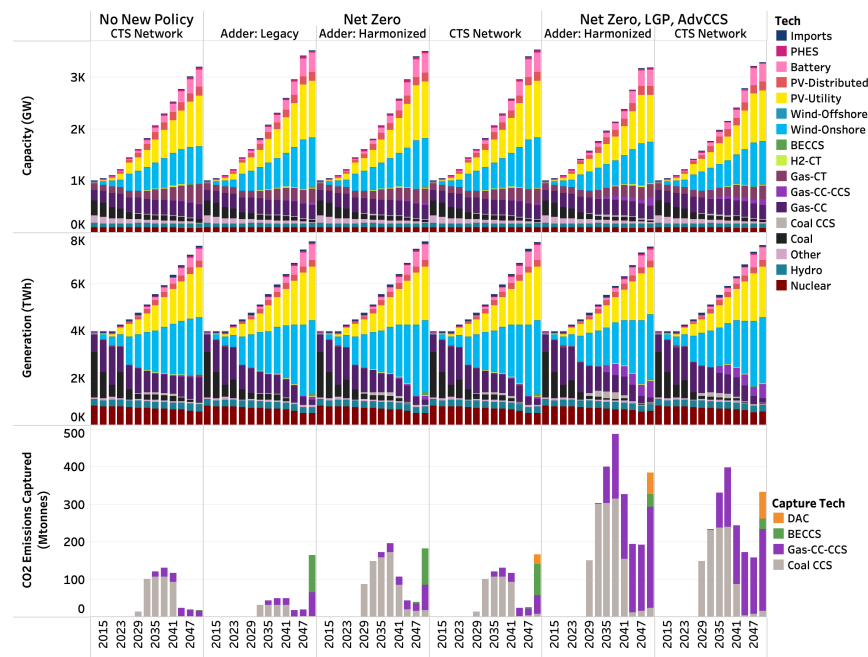 No New Policy Net Zero Net Zero, LGP, AdvCCS
CTS Network Adder: Legacy Adder: Harmonized CTS Network Adder: Harmonized CTS Network
Tech
Imports
PHES
Battery
PV-Distributed
PV-Utility
Wind-Offshore
Wind-Onshore
BECCS
H2-CT
Gas-CT
Gas-CC-CCS
Gas-CC
Coal CCS
Coal
Other
Hydro
Nuclear
Capacity (GW)
3K
2K
1K
0K
Generation (TWh)
8K
6K
4K
2K
0K
CO2 Emissions Captured
(Mtonnes)
500
400
300
200
100
0
Capture Tech
DAC
BECCS
Gas-CC-CCS
Coal CCS
2015 2023 2029 2035 2041 2047 2015 2023 2029 2035 2041 2047 2015 2023 2029 2035 2041 2047 2015 2023 2029 2035 2041 2047 2015 2023 2029 2035 2041 2047 2015 2023 2029 2035 2041 2047